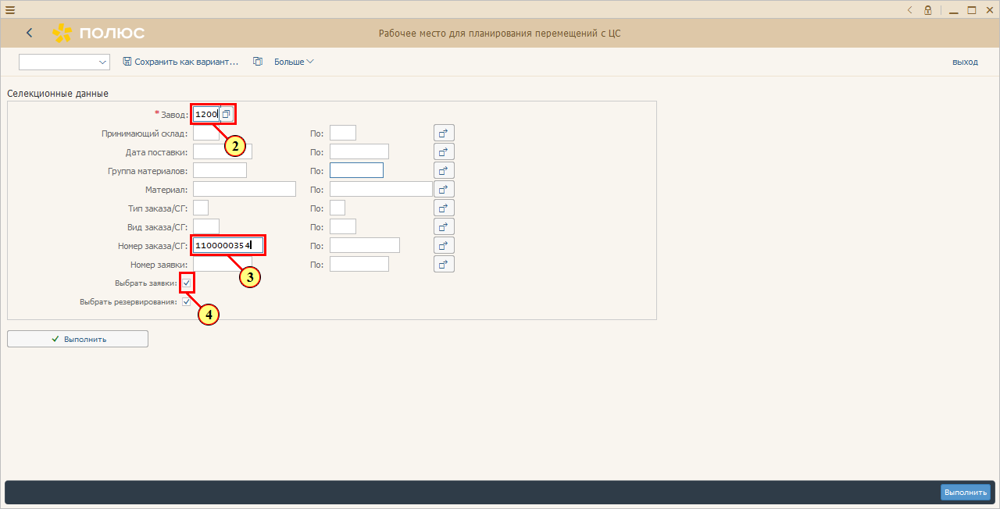 ПОЛЮС
Рабочее место для планирования перемещений с ЦС
Сохранить как вариант... Больше выход
Селекционные данные
* Завод: 1200
2
Принимающий склад: По:
Дата поставки: По:
Группа материалов: По:
Материал: По:
Тип заказа/СГ: По:
Вид заказа/СГ: По:
Номер заказа/СГ: 1100000354 По:
Номер заявки: По:
3
Выбрать заявки:
Выбрать резервирования:
4
Выполнить
Выполнить